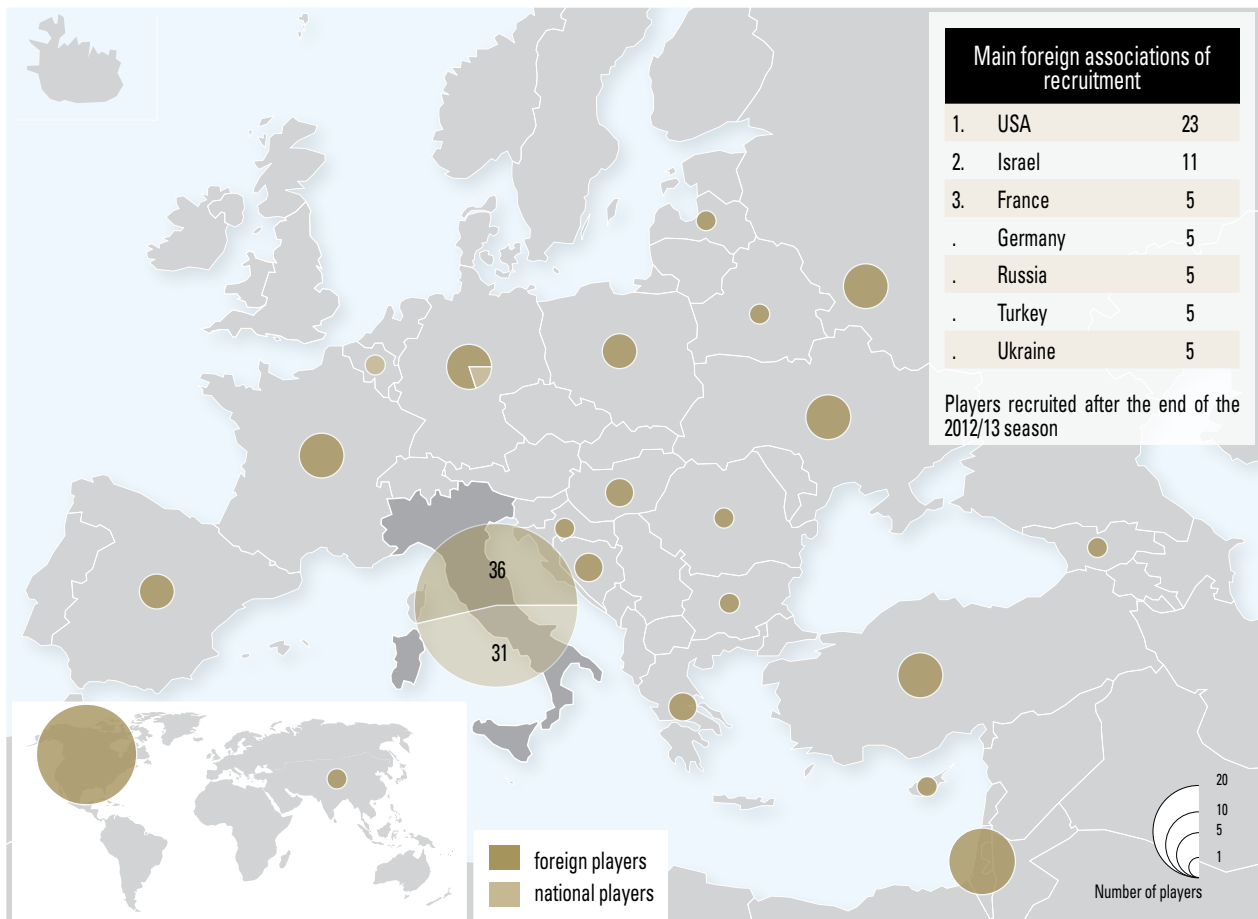 Main foreign associations of
recruitment
1. USA 23
2. Israel 11
3. France 5
. Germany 5
. Russia 5
. Turkey 5
. Ukraine 5
Players recruited after the end of the
2012/13 season
36
31
20
10
5
1
Number of players
foreign players
national players